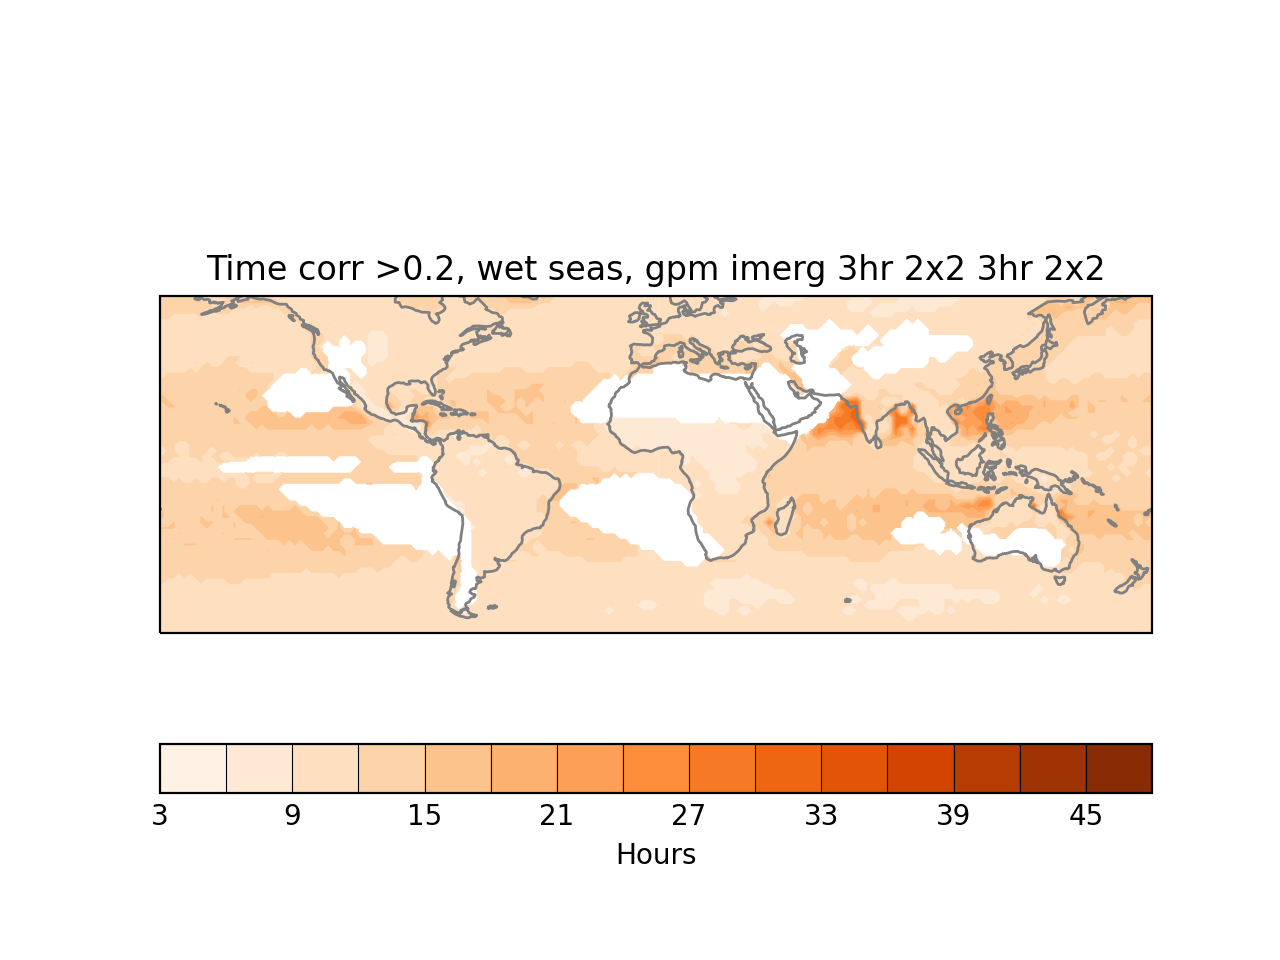 Time corr >0.2, wet seas, gpm imerg 3hr 2x2 3hr 2x2
3 9 15 21 27 33 39 45
Hours